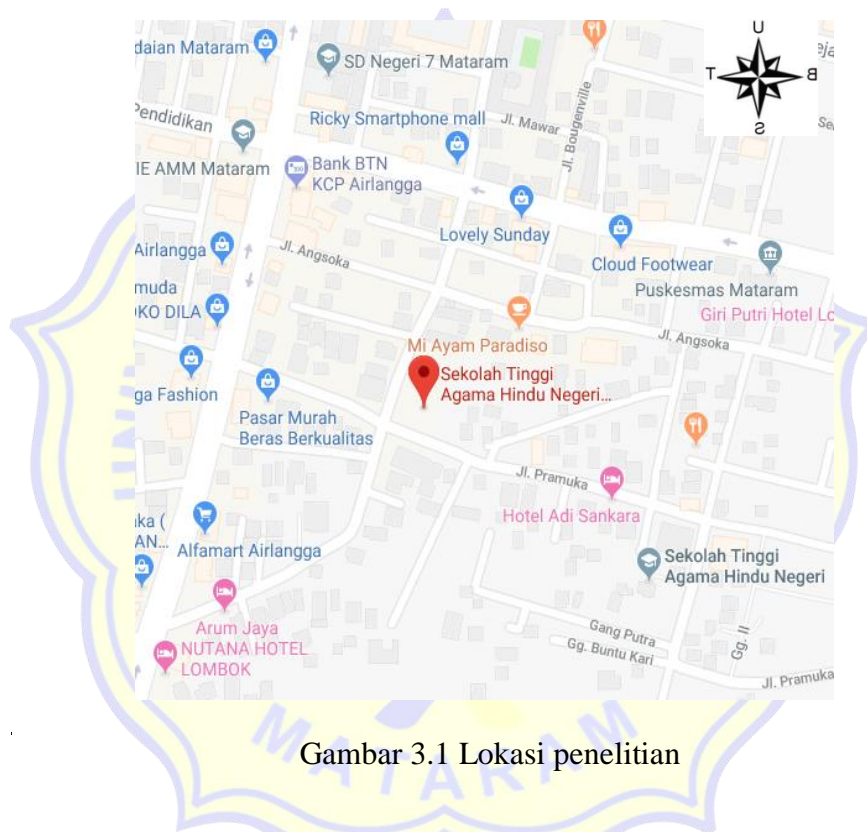 U
T
B
S
daian Mataram
SD Negeri 7 Mataram
Ricky Smartphone mall
Jl. Mawar
Jl. Bougenville
Pendidikan
IE AMM Mataram
Bank BTN
KCP Airlangga
Lovely Sunday
Cloud Footwear
Airlangga
Jl. Angsoka
Puskesmas Mataram
muda
OKO DILA
Giri Putri Hotel Lo
Mi Ayam Paradiso
Jl. Angsoka
Sekolah Tinggi
Agama Hindu Negeri...
ga Fashion
Pasar Murah
Beras Berkualitas
Jl. Pramuka
Hotel Adi Sankara
ka (
AN...
Alfamart Airlangga
Sekolah Tinggi
Agama Hindu Negeri
Arum Jaya
NUTANA HOTEL
LOMBOK
Gang Putra
Gg. Buntu Kari
Gg. II
Jl. Pramuka
MATARAM
Gambar 3.1 Lokasi penelitian